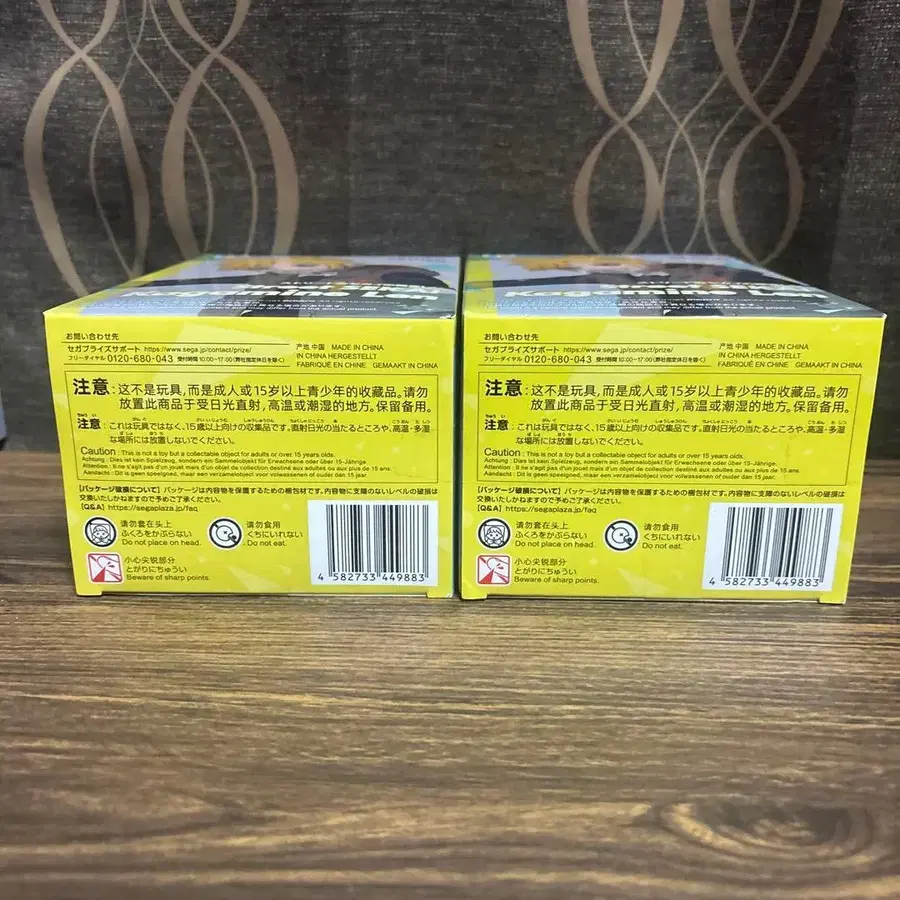 お問い合わせ先
セガプライズサポート https://www.sega.jp/contact/prize/
フリーダイヤル 0120-680-043 受付時間 10:00~17:00 (弊社指定休日を除く)
产地 中国 MADE IN CHINA
IN CHINA HERGESTELLT
FABRIQUÉ EN CHINE GEMAAKT IN CHINA
注意:这不是玩具,而是成人或15岁以上青少年的收藏品。请勿
放置此商品于受日光直射,高温或潮湿的地方。保留备用。
注意:これは玩具ではなく、15歳以上向けの収集品です。直射日光の当たるところや、高温・多湿
な場所には放置しないでください。
Caution : This is not a toy but a collectable object for adults or over 15 years olds.
Achtung : Dies ist kein Spielzeug, sondern ein Sammelobjekt für Erwachsene oder über 15-Jährige.
Attention : Il ne s'agit pas d'un jouet mais d'un objet de collection destiné aux adultes ou aux plus de 15 ans.
Aandacht : Dit is geen speelgoed, maar een verzamelobject voor volwassenen of ouder dan 15 jaar.
【パッケージ破損について】パッケージは内容物を保護するための梱包材です。内容物に支障のないレベルの破損は
交換いたしかねますので予めご了承ください。
【Q&A】https://segaplaza.jp/faq
请勿套在头上
ふくろをかぶらない
Do not place on head.
请勿食用
くちにいれない
Do not eat.
小心尖锐部分
とがりにちゅうい
Beware of sharp points.
4 582733 449883
お問い合わせ先
セガプライズサポート https://www.sega.jp/contact/prize/
フリーダイヤル 0120-680-043 受付時間 10:00~17:00 (弊社指定休日を除く)
产地 中国 MADE IN CHINA
IN CHINA HERGESTELLT
FABRIQUÉ EN CHINE GEMAAKT IN CHINA
注意:这不是玩具,而是成人或15岁以上青少年的收藏品。请勿
放置此商品于受日光直射,高温或潮湿的地方。保留备用。
注意:これは玩具ではなく、15歳以上向けの収集品です。直射日光の当たるところや、高温・多湿
な場所には放置しないでください。
Caution : This is not a toy but a collectable object for adults or over 15 years olds.
Achtung : Dies ist kein Spielzeug, sondern ein Sammelobjekt für Erwachsene oder über 15-Jährige.
Attention : Il ne s'agit pas d'un jouet mais d'un objet de collection destiné aux adultes ou aux plus de 15 ans.
Aandacht : Dit is geen speelgoed, maar een verzamelobject voor volwassenen of ouder dan 15 jaar.
【パッケージ破損について】パッケージは内容物を保護するための梱包材です。内容物に支障のないレベルの破損は
交換いたしかねますので予めご了承ください。
【Q&A】https://segaplaza.jp/faq
请勿套在头上
ふくろをかぶらない
Do not place on head.
请勿食用
くちにいれない
Do not eat.
小心尖锐部分
とがりにちゅうい
Beware of sharp points.
4 582733 449883